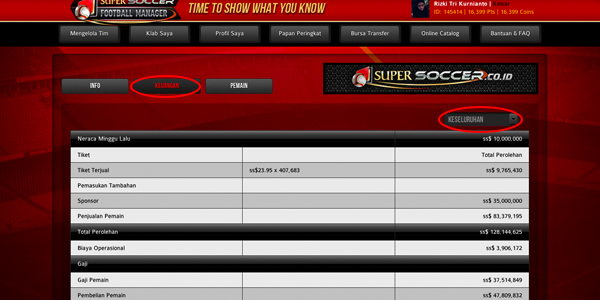 SUPER SOCCER
FOOTBALL MANAGER
TIME TO SHOW WHAT YOU KNOW
Rizki Tri Kurnianto |
ID: 145414 | 16,399 Pts | 16,399 Coins
Mengelola Tim Klab Saya Profil Saya Papan Peringkat Bursa Transfer Online Catalog Bantuan & FAQ
INFO KEUANGAN PEMAIN
SUPER SOCCER.CO.ID
KESELURUHAN
Neraca Minggu Lalu ss$ 10,000,000
Tiket Total Perolehan
Tiket Terjual ss$23.95 x 407,683 ss$ 9,765,430
Pemasukan Tambahan
Sponsor ss$ 35,000,000
Penjualan Pemain ss$ 83,379,195
Total Perolehan ss$ 128,144,625
Biaya Operasional ss$ 3,906,172
Gaji
Gaji Pemain ss$ 37,514,849
Pembelian Pemain ss$ 47,809,832